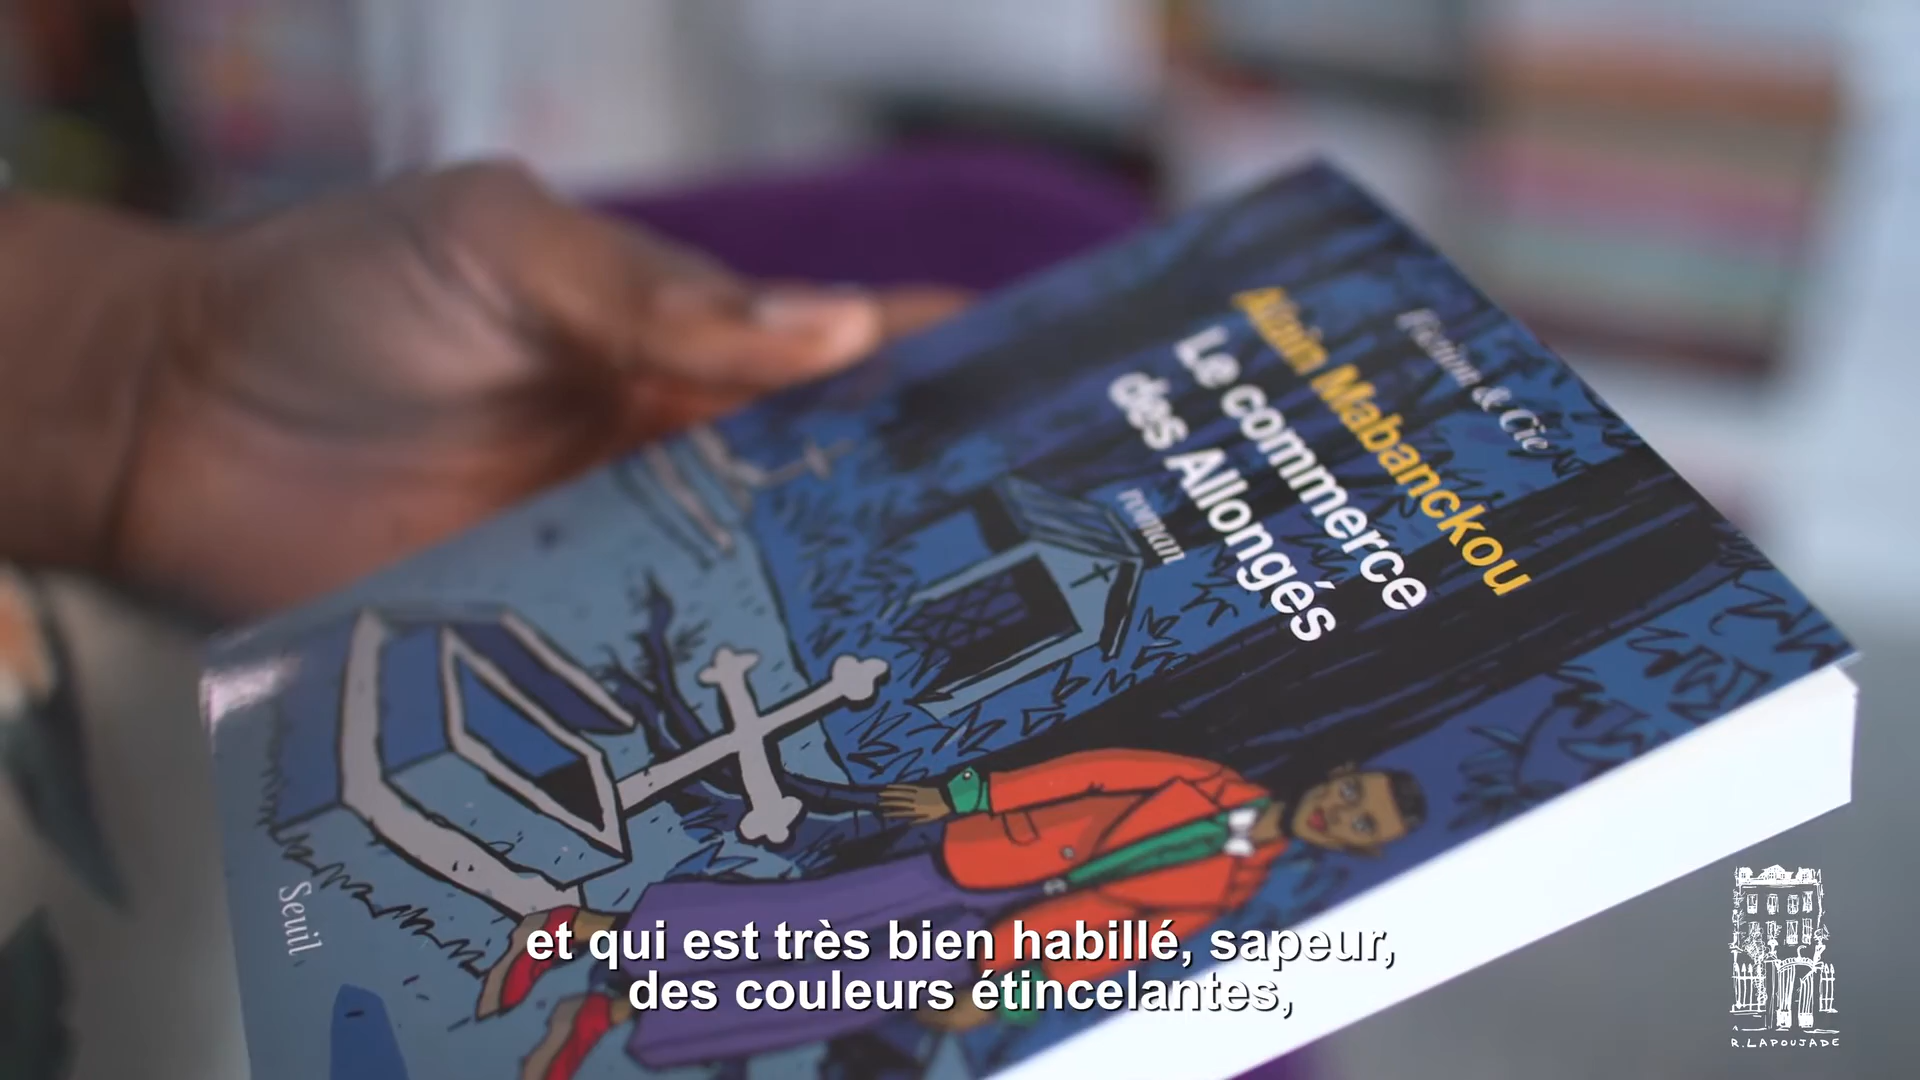 Fiction & Cie
Alain Mabanckou
Le commerce
des Allongés
roman
Seuil
et qui est très bien habillé, sapeur,
des couleurs étincelantes,
R. LAPOUJADE